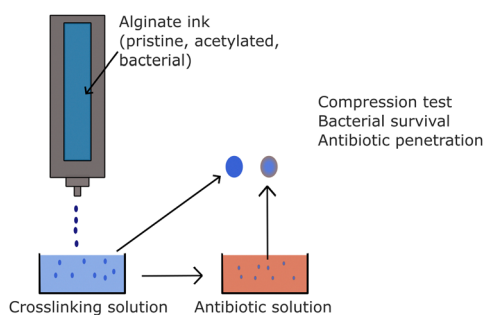 Alginate ink
(pristine, acetylated,
bacterial)
Compression test
Bacterial survival
Antibiotic penetration
Crosslinking solution
Antibiotic solution